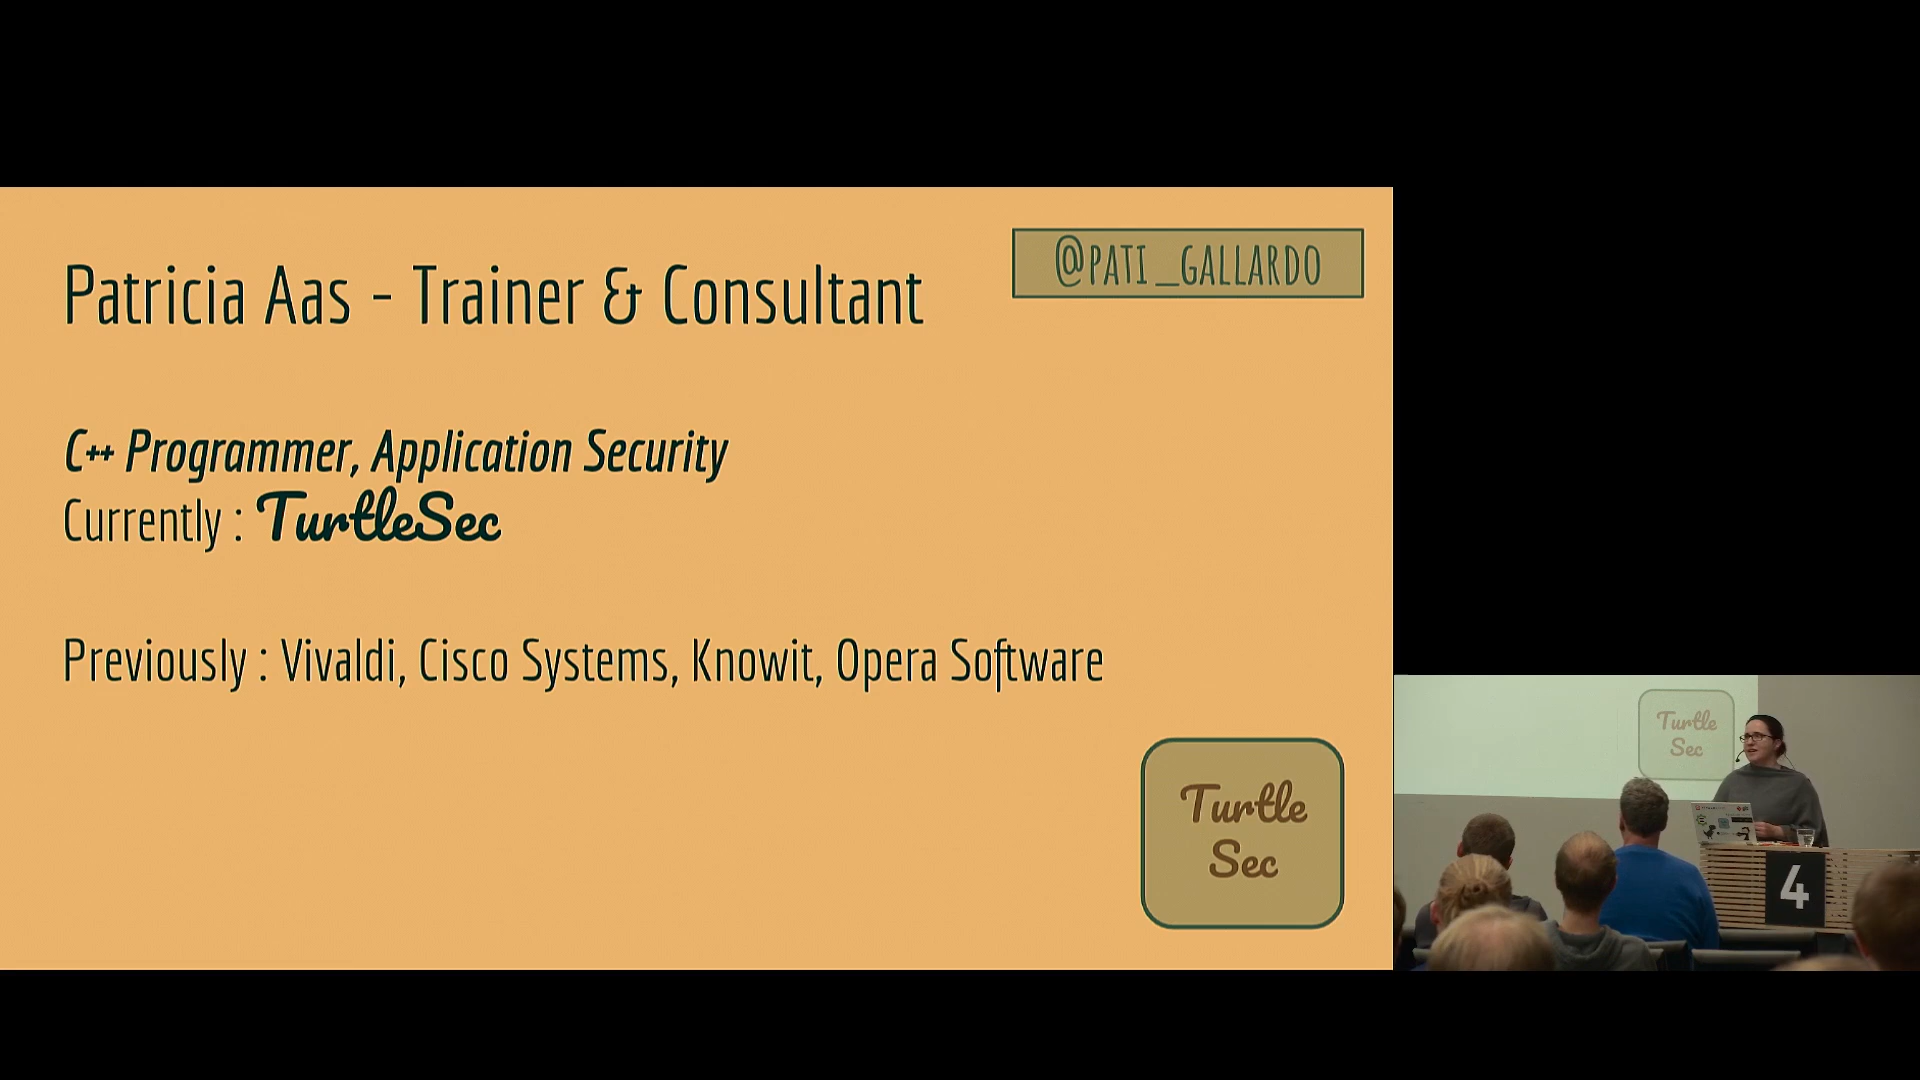 Patricia Aas - Trainer & Consultant
@PATI_GALLARDO
C++ Programmer, Application Security
Currently : TurtleSec
Previously : Vivaldi, Cisco Systems, Knowit, Opera Software
Turtle
Sec
Turtle
Sec
4